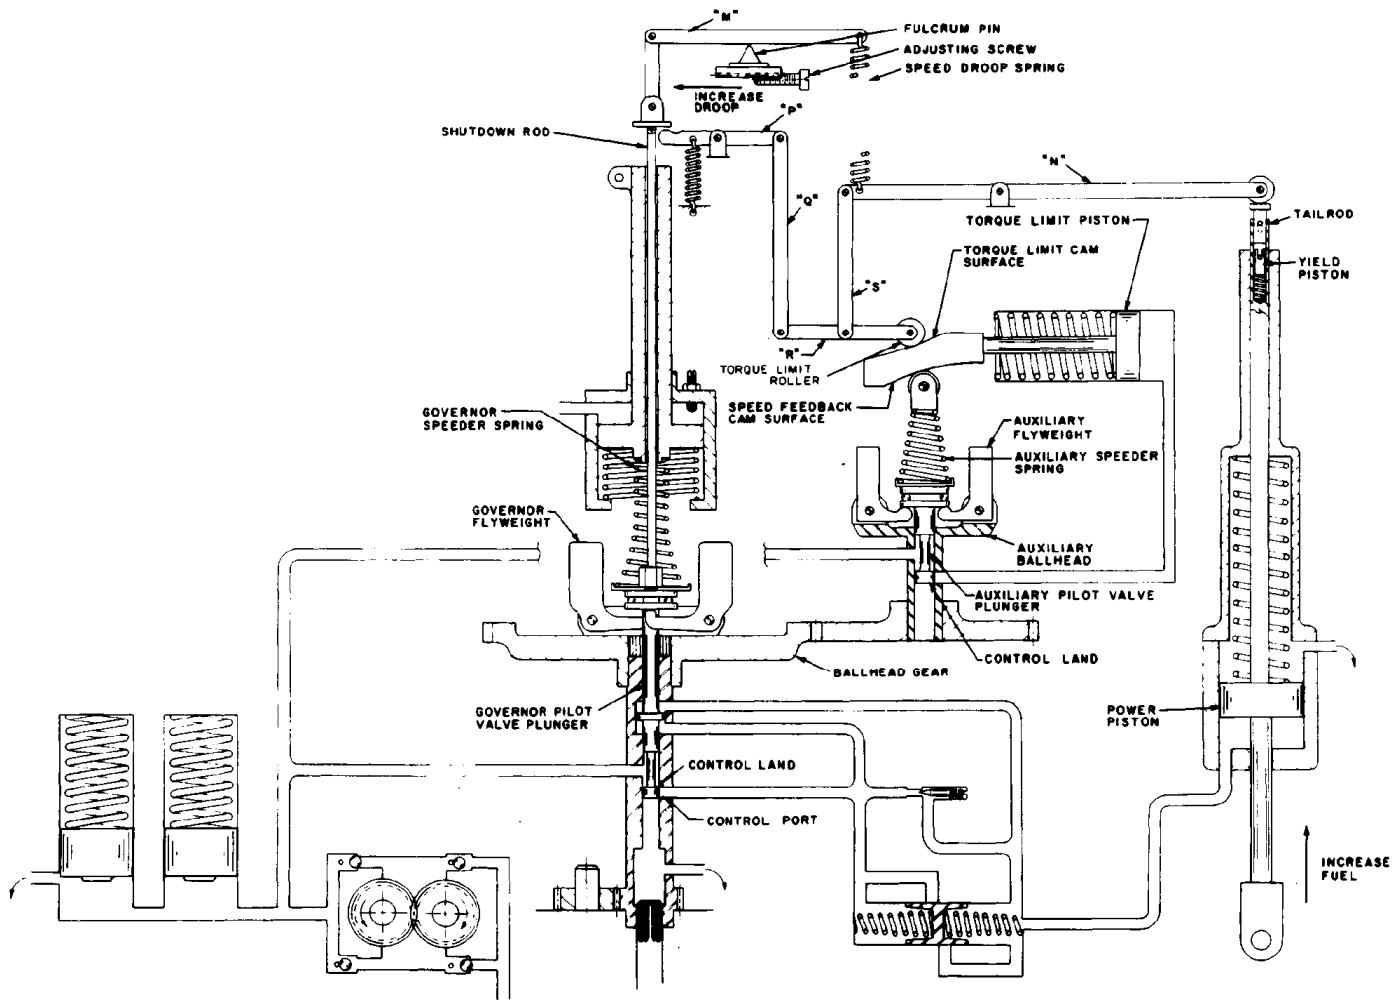 "M"
FULCRUM PIN
ADJUSTING SCREW
SPEED DROOP SPRING
INCREASE
DROOP
"P"
SHUTDOWN ROD
"N"
"Q"
TORQUE LIMIT PISTON
TAILROD
TORQUE LIMIT CAM
SURFACE
YIELD
PISTON
"S"
"R"
TORQUE LIMIT
ROLLER
SPEED FEEDBACK
CAM SURFACE
GOVERNOR
SPEEDER SPRING
AUXILIARY
FLYWEIGHT
AUXILIARY SPEEDER
SPRING
GOVERNOR
FLYWEIGHT
AUXILIARY
BALLHEAD
AUXILIARY PILOT VALVE
PLUNGER
CONTROL LAND
BALLHEAD GEAR
GOVERNOR PILOT
VALVE PLUNGER
POWER
PISTON
CONTROL LAND
CONTROL PORT
INCREASE
FUEL